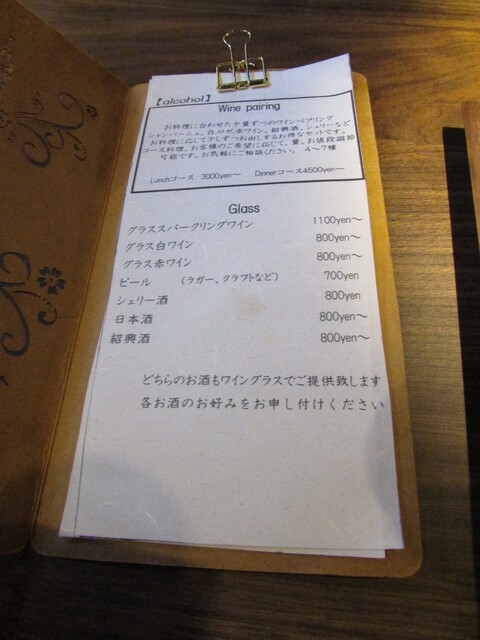 【alcohol】
Wine pairing
お料理に合わせた少量ずつのワインペアリング
シャンパーニュ、白、ロゼ、赤ワイン、紹興酒、シェリーなど
お料理に応じて少しずつお出しするお得なセットです。
コース料理、お客様のご希望に応じて、量、お値段調節
可能です。お気軽にご相談ください。 4～7種
Lunchコース 3000yen～ Dinnerコース4500yen～
Glass
グラススパークリングワイン 1100yen～
グラス白ワイン 800yen～
グラス赤ワイン 800yen～
ビール （ラガー、クラフトなど） 700yen
シェリー酒 800yen
日本酒 800yen～
紹興酒 800yen～
どちらのお酒もワイングラスでご提供致します
各お酒のお好みをお申し付けください